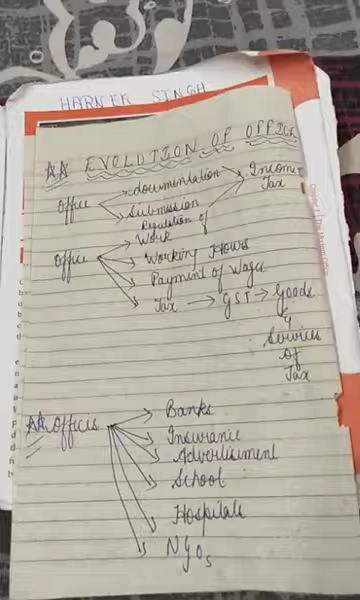 HARNEK SINGH
EVOLUTION OF OFFICE
Office → documentation → Income Tax
→ Submission
Office → Regulation of Work
→ Working Hours
→ Payment of Wages
→ Tax → GST → Goods & Services Of Tax
Offices → Banks
→ Insurance
→ Advertisement
→ School
→ Hospitals
→ NGOs